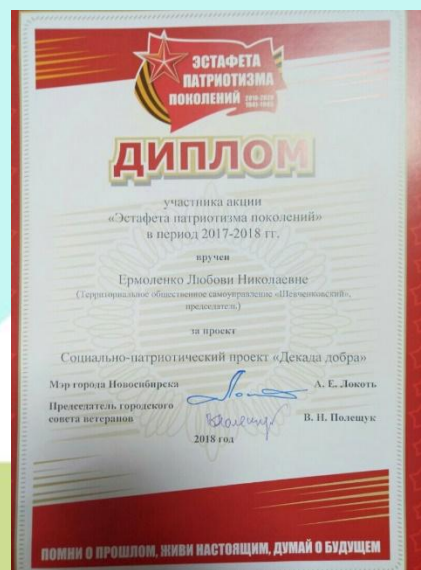 ЭСТАФЕТА
ПАТРИОТИЗМА
ПОКОЛЕНИЙ
ДИПЛОМ
участника акции
«Эстафета патриотизма поколений»
в период 2017-2018 гг.
вручен
Ермоленко Любови Николаевне
(Территориальное общественное самоуправление «Шевченковский»,
председатель)
за проект
Социально-патриотический проект «Декада добра»
Мэр города Новосибирска А. Е. Локоть
Председатель городского
совета ветеранов В. Н. Полещук
2018 год
ПОМНИ О ПРОШЛОМ, ЖИВИ НАСТОЯЩИМ, ДУМАЙ О БУДУЩЕМ